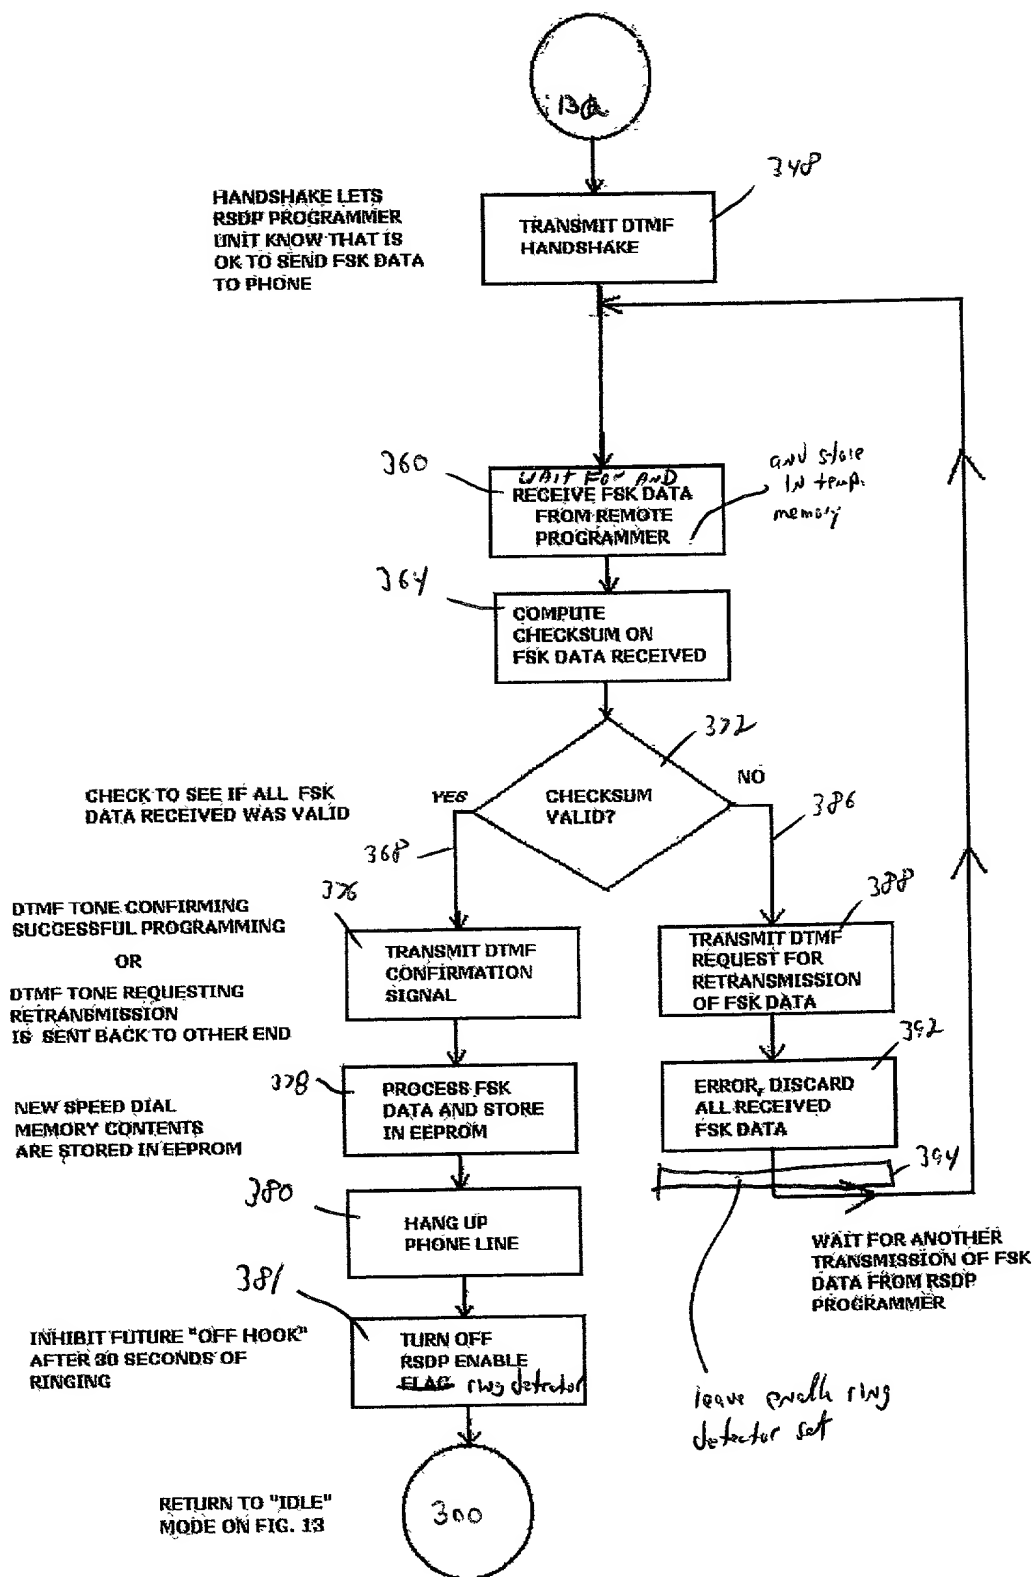 13a
348
HANDSHAKE LETS
RSDP PROGRAMMER
UNIT KNOW THAT IS
OK TO SEND FSK DATA
TO PHONE
TRANSMIT DTMF
HANDSHAKE
360
WAIT FOR AND
RECEIVE FSK DATA
FROM REMOTE
PROGRAMMER
and store
in temp.
memory
364
COMPUTE
CHECKSUM ON
FSK DATA RECEIVED
372
CHECK TO SEE IF ALL FSK
DATA RECEIVED WAS VALID
YES
CHECKSUM
VALID?
NO
368
386
DTMF TONE CONFIRMING
SUCCESSFUL PROGRAMMING
OR
DTMF TONE REQUESTING
RETRANSMISSION
IS SENT BACK TO OTHER END
376
TRANSMIT DTMF
CONFIRMATION
SIGNAL
388
TRANSMIT DTMF
REQUEST FOR
RETRANSMISSION
OF FSK DATA
NEW SPEED DIAL
MEMORY CONTENTS
ARE STORED IN EEPROM
378
PROCESS FSK
DATA AND STORE
IN EEPROM
392
ERROR, DISCARD
ALL RECEIVED
FSK DATA
394
380
HANG UP
PHONE LINE
WAIT FOR ANOTHER
TRANSMISSION OF FSK
DATA FROM RSDP
PROGRAMMER
381
INHIBIT FUTURE "OFF HOOK"
AFTER 30 SECONDS OF
RINGING
TURN OFF
RSDP ENABLE
FLAG ring detector
leave ring
detector set
RETURN TO "IDLE"
MODE ON FIG. 13
300